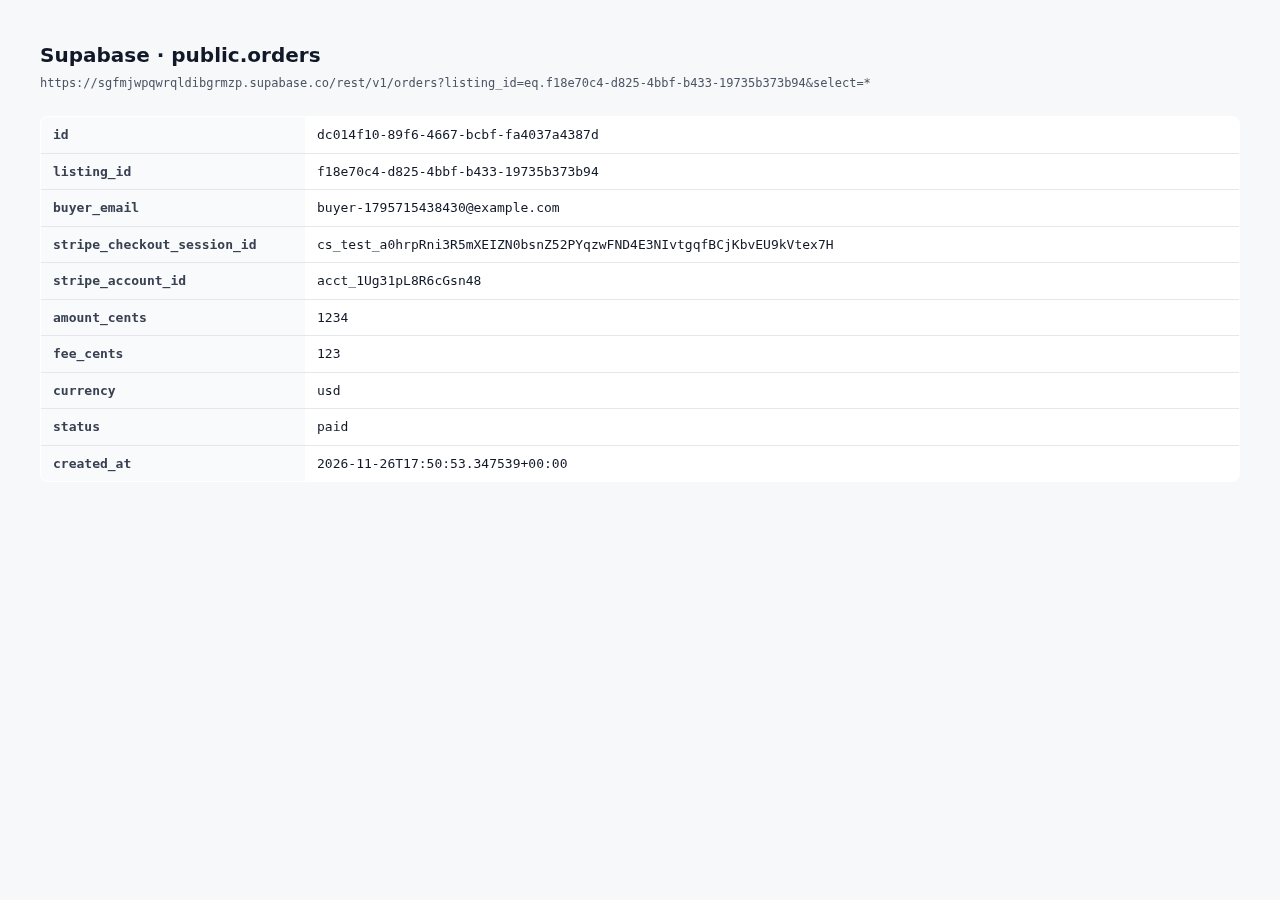 Supabase · public.orders
https://sgfmjwpqwrqldibgrmzp.supabase.co/rest/v1/orders?listing_id=eq.f18e70c4-d825-4bbf-b433-19735b373b94&select=*
id dc014f10-89f6-4667-bcbf-fa4037a4387d
listing_id f18e70c4-d825-4bbf-b433-19735b373b94
buyer_email buyer-1795715438430@example.com
stripe_checkout_session_id cs_test_a0hrpRni3R5mXEIZN0bsnZ52PYqzwFND4E3NIvtgqfBCjKbvEU9kVtex7H
stripe_account_id acct_1Ug31pL8R6cGsn48
amount_cents 1234
fee_cents 123
currency usd
status paid
created_at 2026-11-26T17:50:53.347539+00:00